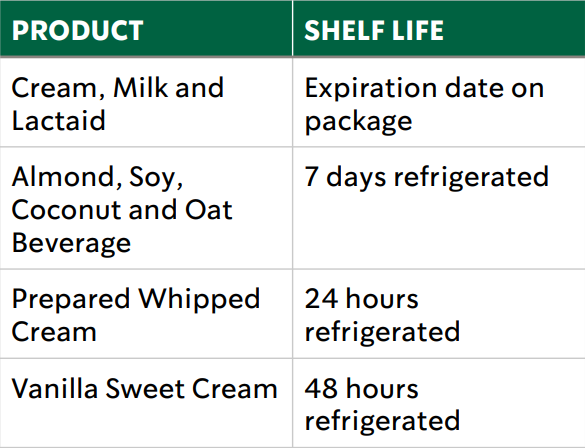 PRODUCT SHELF LIFE
Cream, Milk and Expiration date on
Lactaid package
Almond, Soy, 7 days refrigerated
Coconut and Oat
Beverage
Prepared Whipped 24 hours
Cream refrigerated
Vanilla Sweet Cream 48 hours
refrigerated